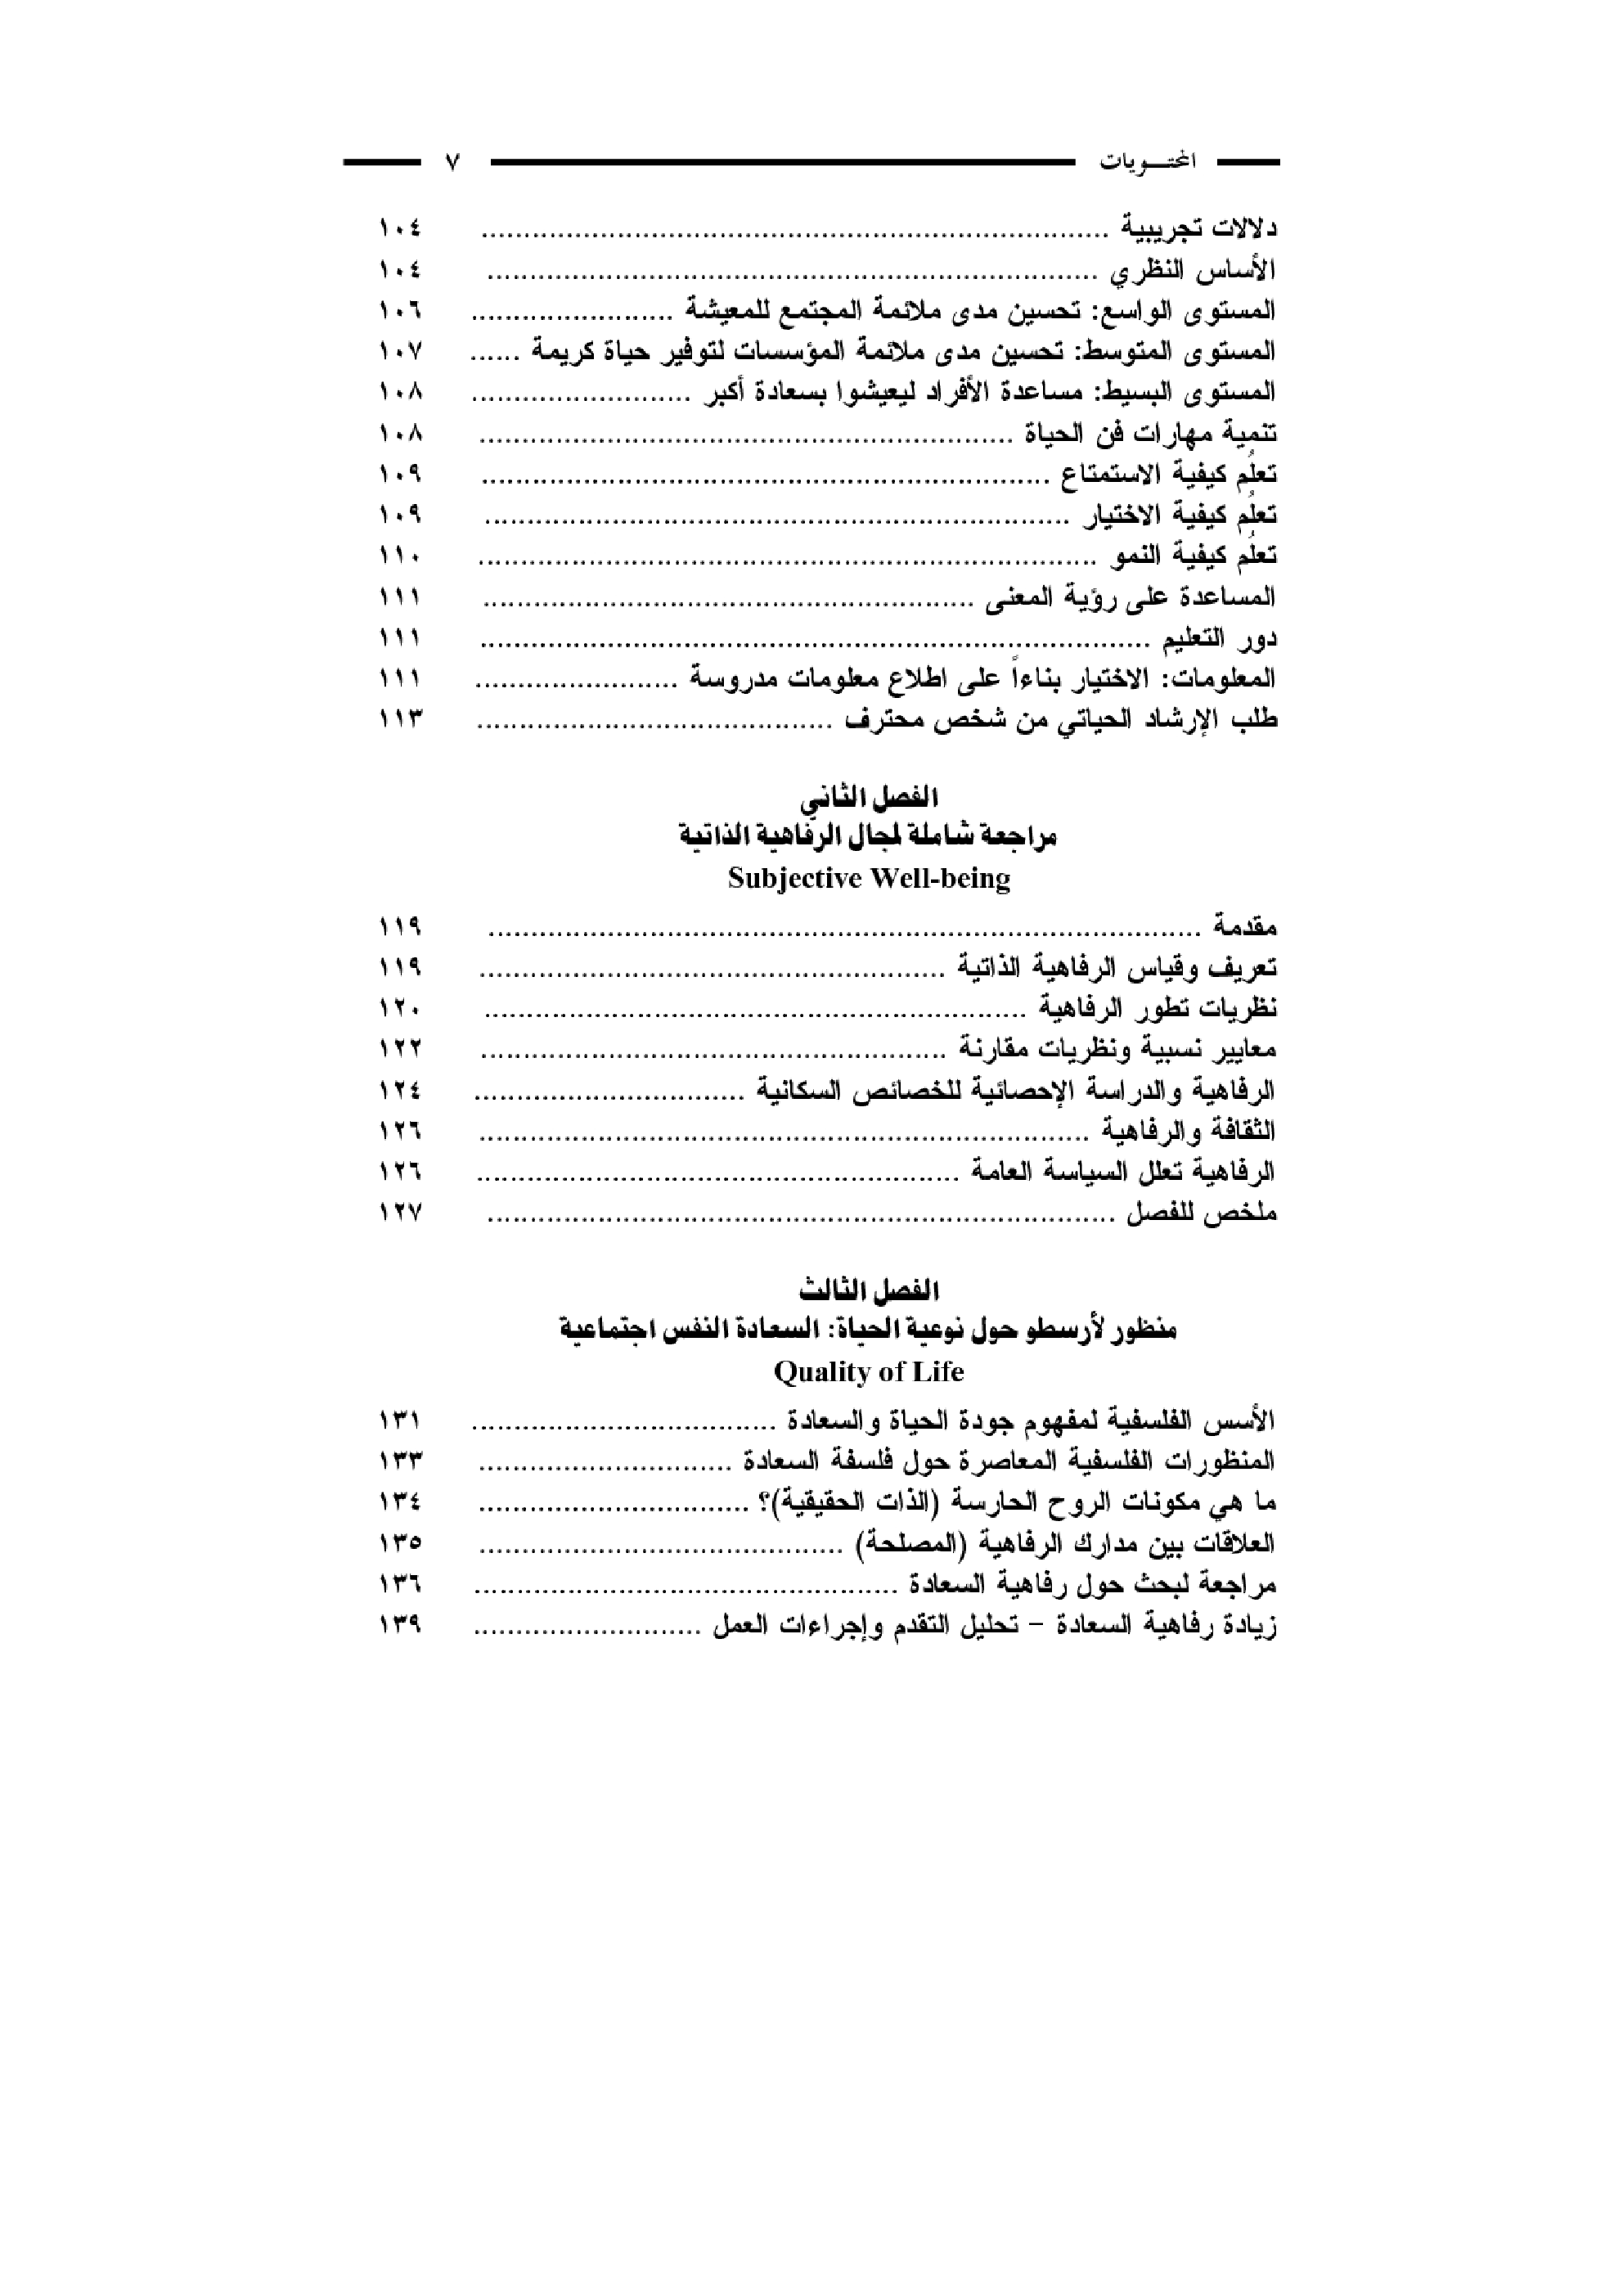 المحتــويات ٧
دلالات تجريبية ........................................................................ ١٠٤
الأساس النظري ...................................................................... ١٠٤
المستوى الواسع: تحسين مدى ملائمة المجتمع للمعيشة ....................... ١٠٦
المستوى المتوسط: تحسين مدى ملائمة المؤسسات لتوفير حياة كريمة ...... ١٠٧
المستوى البسيط: مساعدة الأفراد ليعيشوا بسعادة أكبر ......................... ١٠٨
تنمية مهارات فن الحياة ............................................................. ١٠٨
تعلُم كيفية الاستمتاع ................................................................ ١٠٩
تعلُم كيفية الاختيار .................................................................. ١٠٩
تعلُم كيفية النمو ...................................................................... ١١٠
المساعدة على رؤية المعنى ........................................................ ١١١
دور التعليم ............................................................................ ١١١
المعلومات: الاختيار بناءاً على اطلاع معلومات مدروسة ....................... ١١١
طلب الإرشاد الحياتي من شخص محترف ........................................ ١١٣
الفصل الثاني
مراجعة شاملة لمجال الرفاهية الذاتية
Subjective Well-being
مقدمة ................................................................................. ١١٩
تعريف وقياس الرفاهية الذاتية ..................................................... ١١٩
نظريات تطور الرفاهية .............................................................. ١٢٠
معايير نسبية ونظريات مقارنة ..................................................... ١٢٢
الرفاهية والدراسة الإحصائية للخصائص السكانية ............................... ١٢٤
الثقافة والرفاهية ...................................................................... ١٢٦
الرفاهية تعلل السياسة العامة ....................................................... ١٢٦
ملخص للفصل ........................................................................ ١٢٧
الفصل الثالث
منظور لأرسطو حول نوعية الحياة: السعادة النفس اجتماعية
Quality of Life
الأسس الفلسفية لمفهوم جودة الحياة والسعادة ................................... ١٣١
المنظورات الفلسفية المعاصرة حول فلسفة السعادة ............................. ١٣٣
ما هي مكونات الروح الحارسة (الذات الحقيقية)؟ ............................... ١٣٤
العلاقات بين مدارك الرفاهية (المصلحة) ......................................... ١٣٥
مراجعة لبحث حول رفاهية السعادة ................................................ ١٣٦
زيادة رفاهية السعادة – تحليل التقدم وإجراءات العمل .......................... ١٣٩